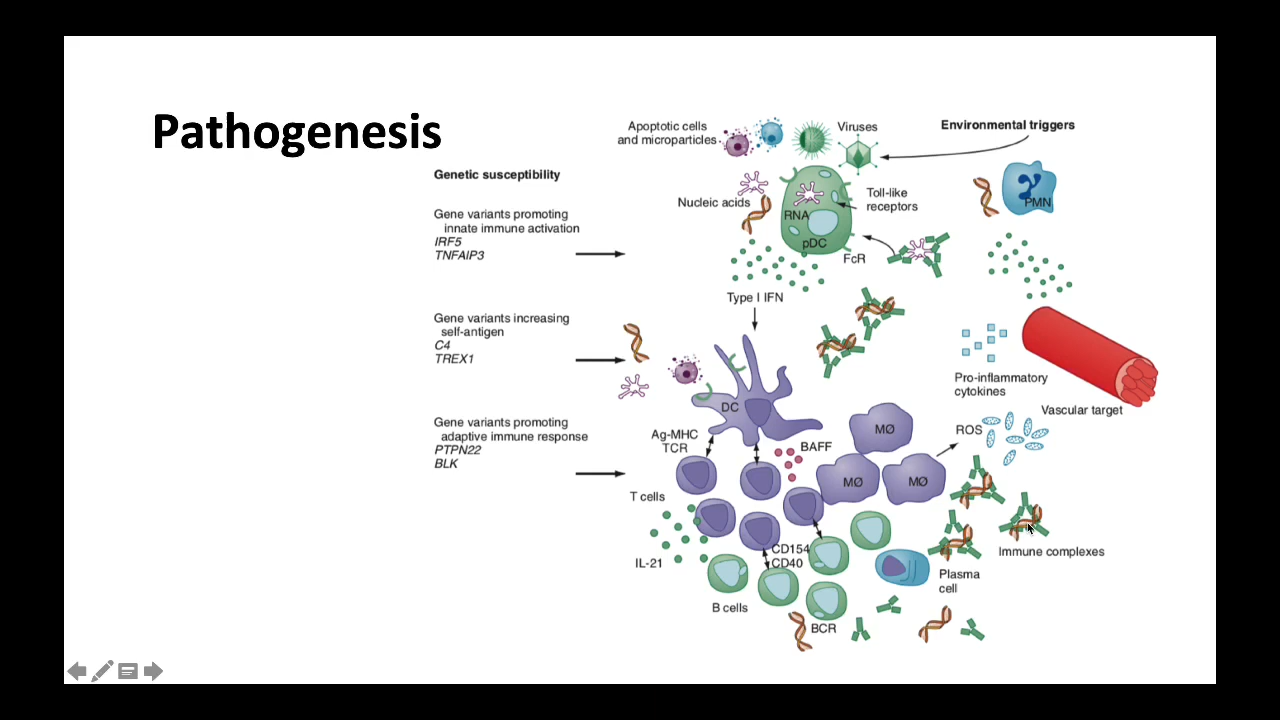 Pathogenesis
Genetic susceptibility
Gene variants promoting
innate immune activation
IRF5
TNFAIP3
Gene variants increasing
self-antigen
C4
TREX1
Gene variants promoting
adaptive immune response
PTPN22
BLK
Apoptotic cells
and microparticles
Viruses
Environmental triggers
Nucleic acids
RNA
pDC
Toll-like
receptors
FcR
PMN
Type I IFN
DC
Ag-MHC
TCR
BAFF
MØ
MØ
MØ
Pro-inflammatory
cytokines
Vascular target
ROS
T cells
IL-21
CD154
CD40
B cells
BCR
Plasma
cell
Immune complexes